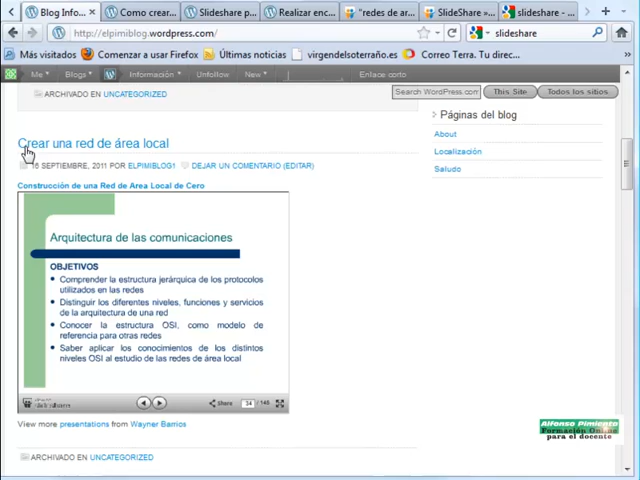 Blog Info...
Como crear...
Slideshare p...
Realizar enc...
"redes de ar...
SlideShare »...
slideshare - ...
http://elpimiblog.wordpress.com/
slideshare
Más visitados
Comenzar a usar Firefox
Últimas noticias
virgendelsoterraño.es
Correo Terra. Tu direc...
Me
Blogs
Información
Unfollow
New
Enlace corto
ARCHIVADO EN UNCATEGORIZED
Search WordPress.com
This Site
Todos los sitios
Páginas del blog
About
Localización
Saludo
Crear una red de área local
16 SEPTIEMBRE, 2011 POR ELPIMIBLOG1
DEJAR UN COMENTARIO (EDITAR)
Construcción de una Red de Area Local de Cero
Arquitectura de las comunicaciones
OBJETIVOS
Comprender la estructura jerárquica de los protocolos
utilizados en las redes
Distinguir los diferentes niveles, funciones y servicios
de la arquitectura de una red
Conocer la estructura OSI, como modelo de
referencia para otras redes
Saber aplicar los conocimientos de los distintos
niveles OSI al estudio de las redes de área local
Share
34 / 146
View more presentations from Wayner Barrios
Alfonso Pimiento
Formación Online
para el docente
ARCHIVADO EN UNCATEGORIZED